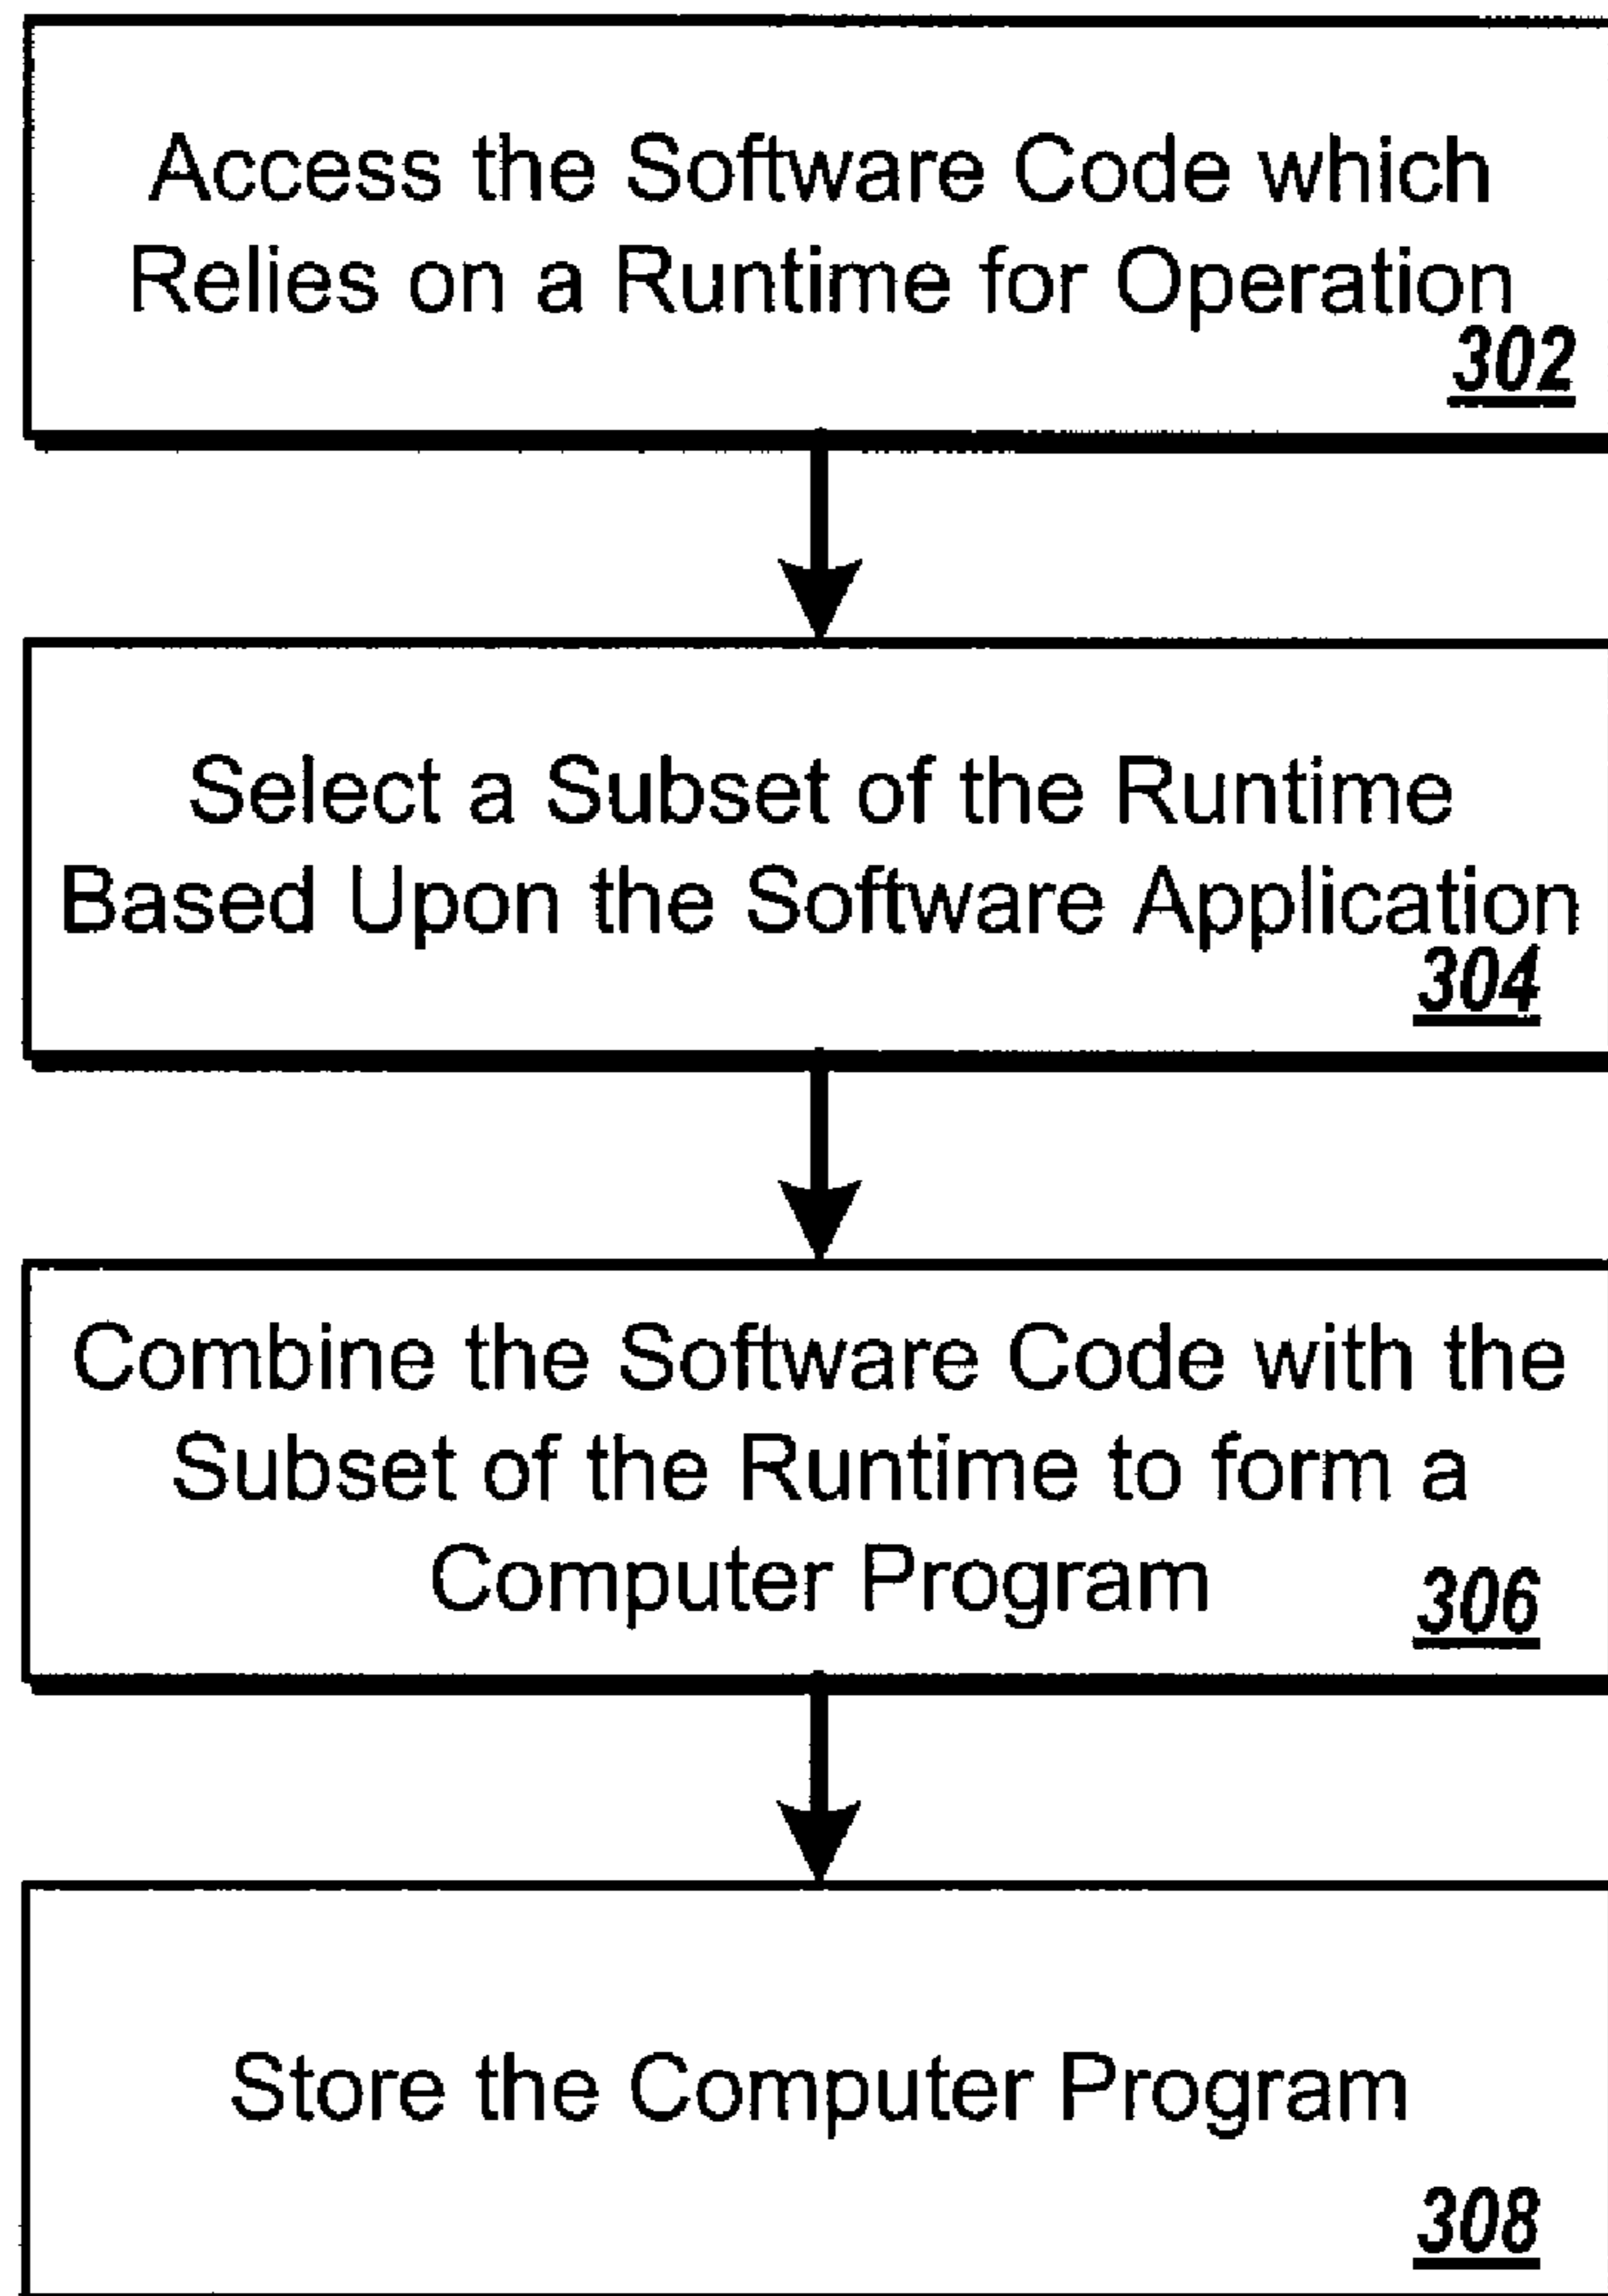 Access the Software Code which
Relies on a Runtime for Operation
302
Select a Subset of the Runtime
Based Upon the Software Application
304
Combine the Software Code with the
Subset of the Runtime to form a
Computer Program
306
Store the Computer Program
308